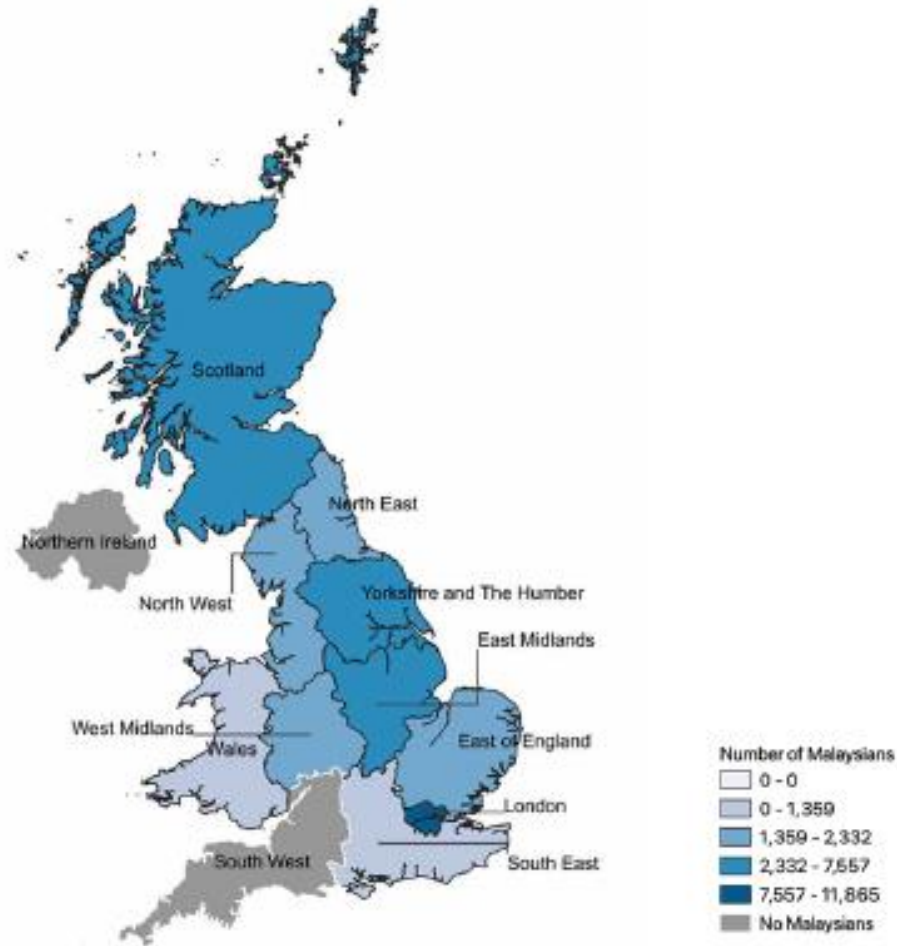 Scotland
North East
Northern Ireland
North West
Yorkshire and The Humber
East Midlands
West Midlands
Wales
East of England
London
South West
South East
Number of Malaysians
0 - 0
0 - 1,359
1,359 - 2,332
2,332 - 7,557
7,557 - 11,865
No Malaysians